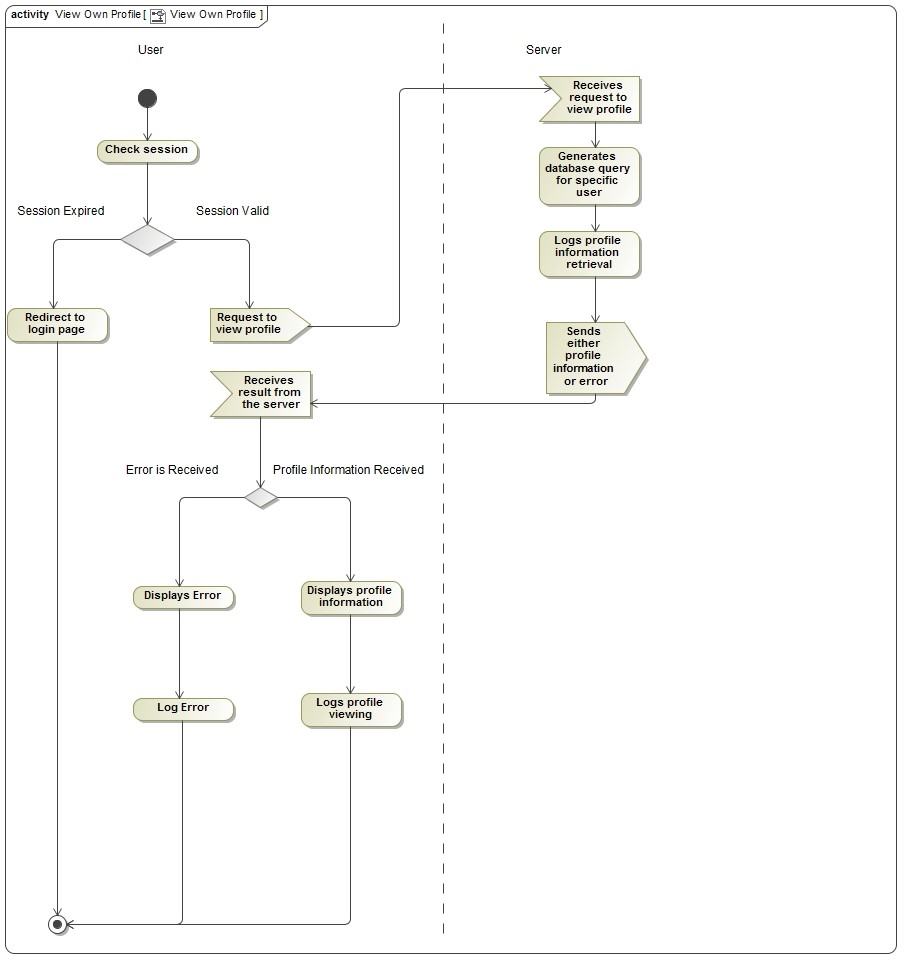 activity View Own Profile [ View Own Profile ]
User
Server
Receives
request to
view profile
Check session
Generates
database query
for specific
user
Session Expired
Session Valid
Logs profile
information
retrieval
Redirect to
login page
Request to
view profile
Sends
either
profile
information
or error
Receives
result from
the server
Error is Received
Profile Information Received
Displays Error
Displays profile
information
Log Error
Logs profile
viewing